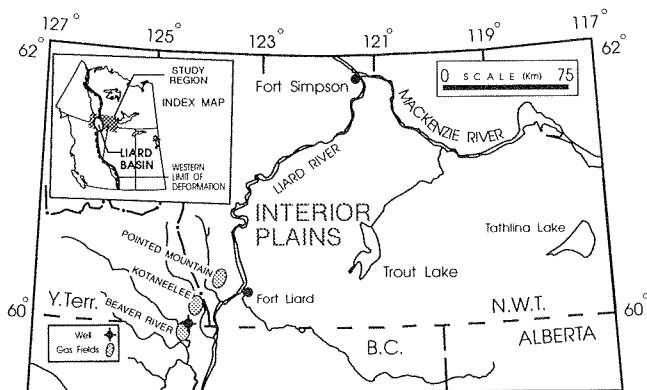 127° 125° 123° 121° 119° 117°
62° 62°
STUDY
REGION
INDEX MAP
LIARD
BASIN
WESTERN
LIMIT OF
DEFORMATION
Fort Simpson
0 SCALE (Km) 75
MACKENZIE RIVER
LIARD RIVER
INTERIOR
PLAINS
POINTED MOUNTAIN
KOTANEELEE
BEAVER RIVER
Tathlina Lake
Trout Lake
Fort Liard
60° 60°
Y.Terr.
N.W.T.
B.C.
ALBERTA
Well
Gas Fields